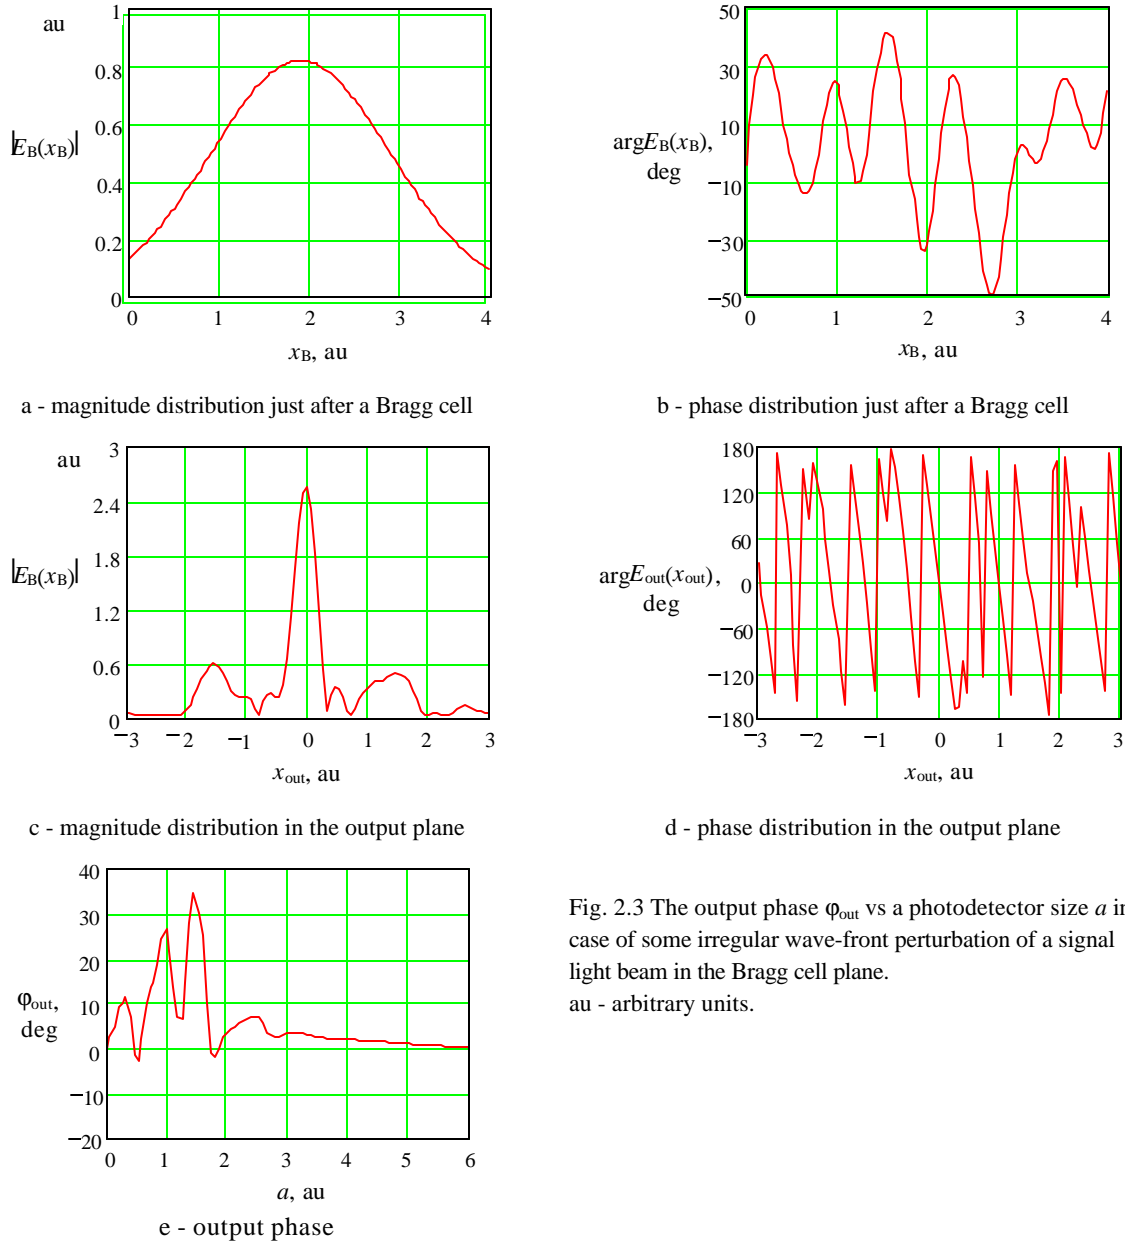 1
au
0.8
0.6
|EB(xB)|
0.4
0.2
0
0 1 2 3 4
xB, au
a - magnitude distribution just after a Bragg cell
50
30
10
argEB(xB),
deg
−10
−30
−50
0 1 2 3 4
xB, au
b - phase distribution just after a Bragg cell
3
au
2.4
1.8
|EB(xB)|
1.2
0.6
0
−3 −2 −1 0 1 2 3
xout, au
c - magnitude distribution in the output plane
180
120
60
argEout(xout),
0
deg
−60
−120
−180
−3 −2 −1 0 1 2 3
xout, au
d - phase distribution in the output plane
40
30
20
φout,
10
deg
0
−10
−20
0 1 2 3 4 5 6
a, au
e - output phase
Fig. 2.3 The output phase φout vs a photodetector size a in
case of some irregular wave-front perturbation of a signal
light beam in the Bragg cell plane.
au - arbitrary units.